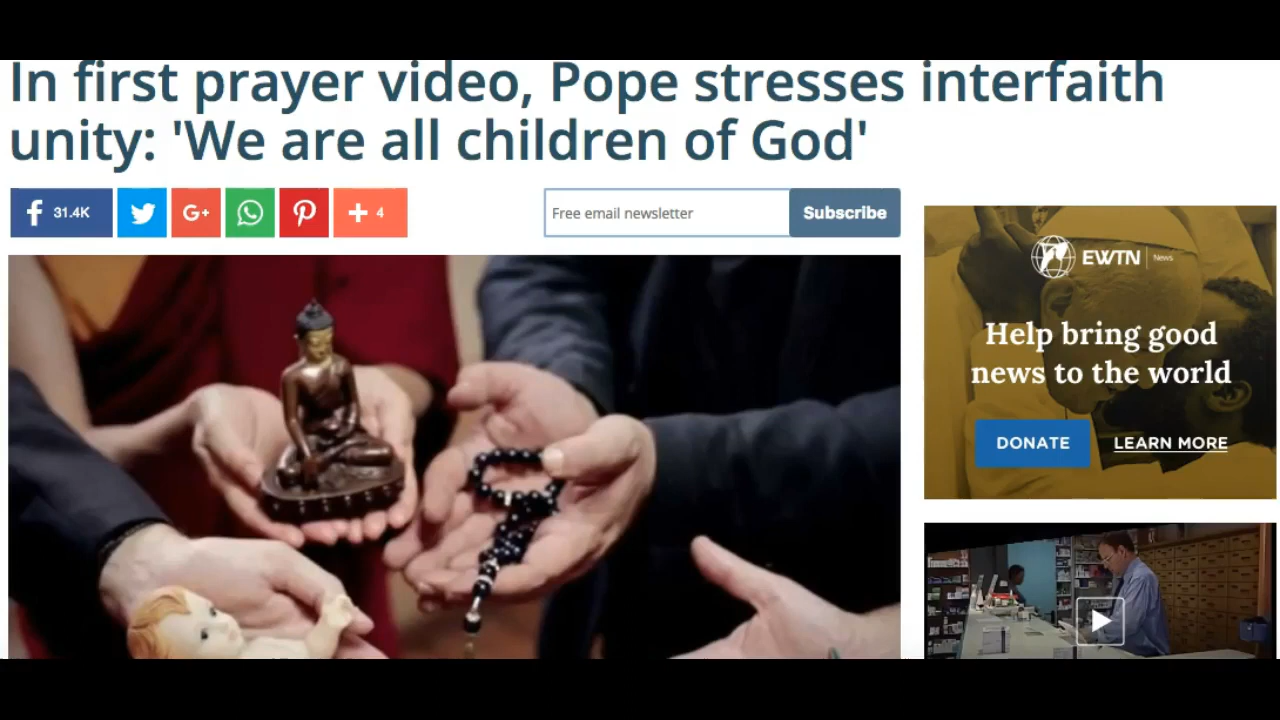 In first prayer video, Pope stresses interfaith
unity: 'We are all children of God'
31.4K
G+
4
Free email newsletter
Subscribe
EWTN News
Help bring good
news to the world
DONATE
LEARN MORE